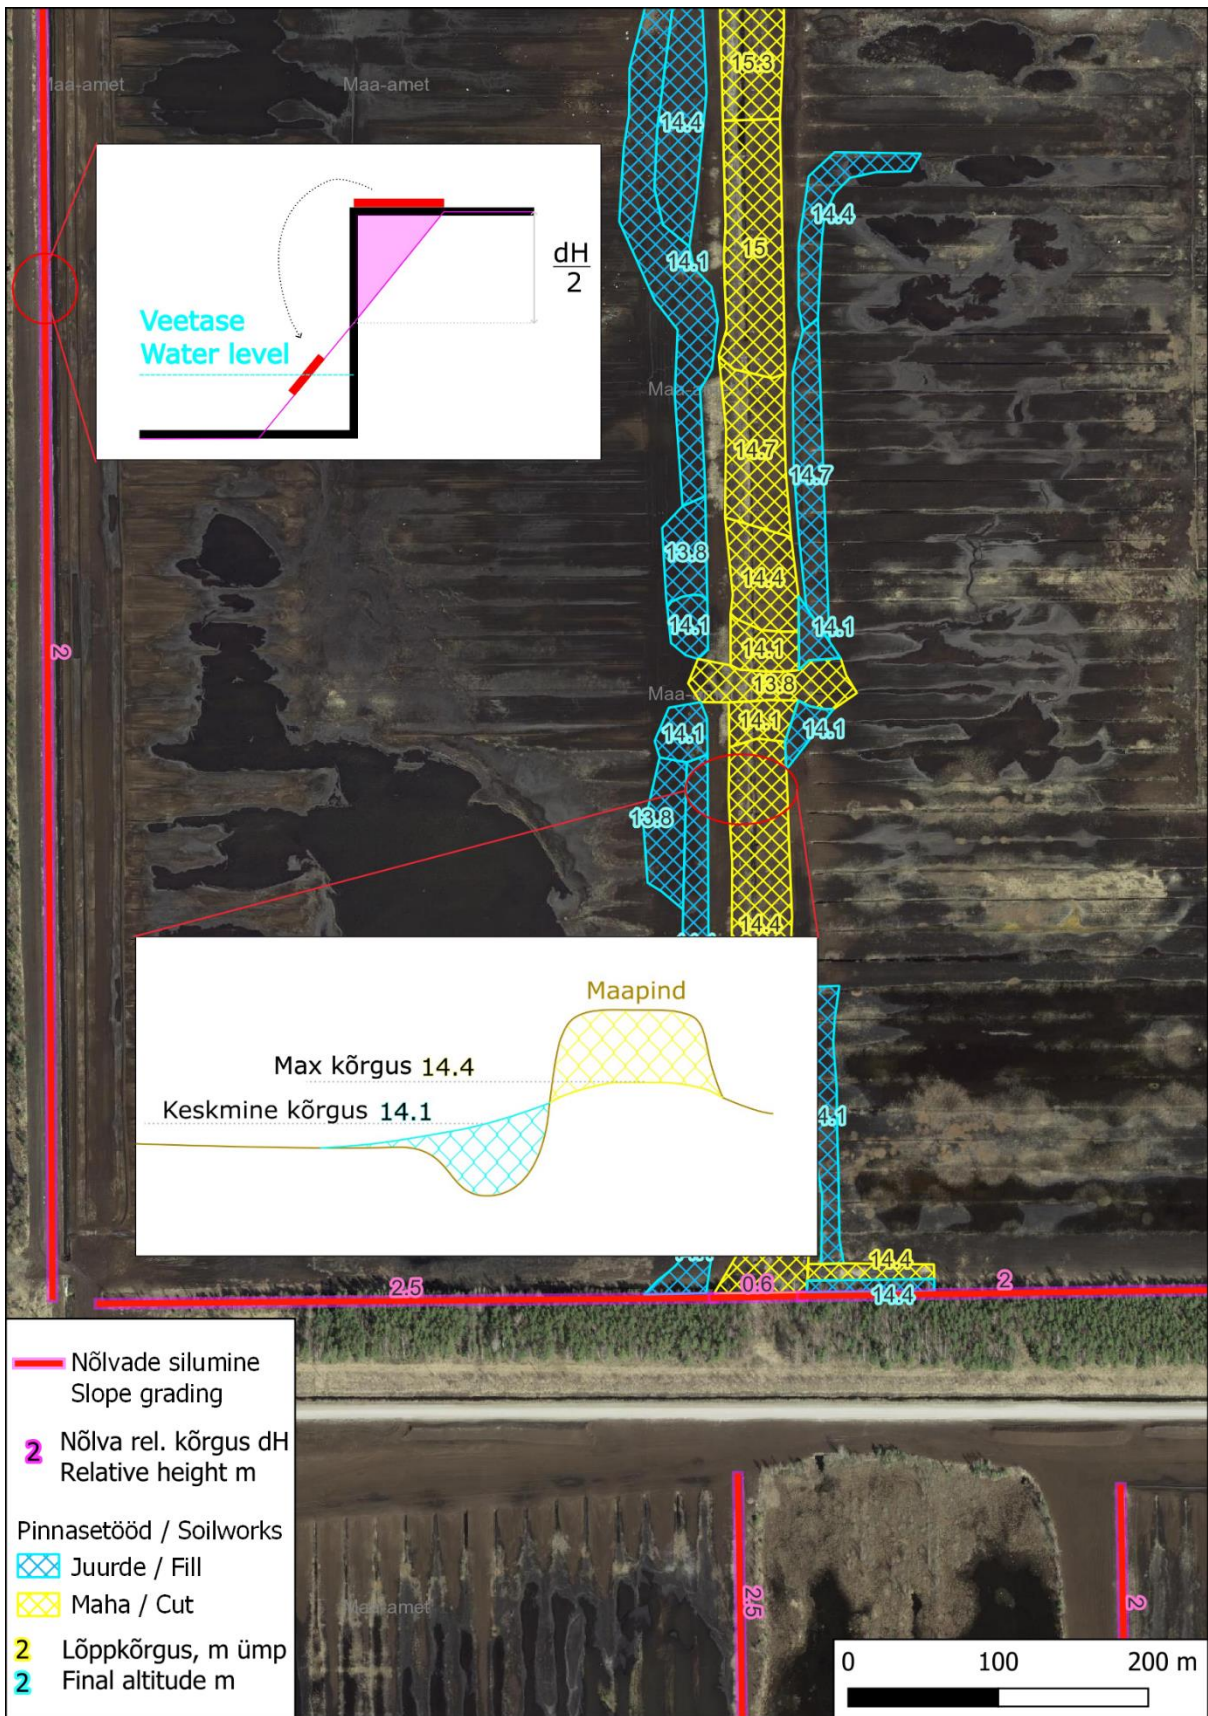 Maa-amet
Maa-amet
15.3
14.4
14.4
15
14.1
dH
2
Veetase
Water level
14.7
14.7
13.8
14.4
14.1
14.1
14.1
2
13.8
14.1
14.1
14.1
13.8
14.4
Maapind
Max kõrgus 14.4
Keskmine kõrgus 14.1
14.4
2.5
0.6
2
14.4
Nõlvade silumine
Slope grading
2 Nõlva rel. kõrgus dH
Relative height m
Pinnasetööd / Soilworks
Juurde / Fill
Maha / Cut
2 Lõppkõrgus, m ümp
2 Final altitude m
Maa-amet
2.5
2
0 100 200 m